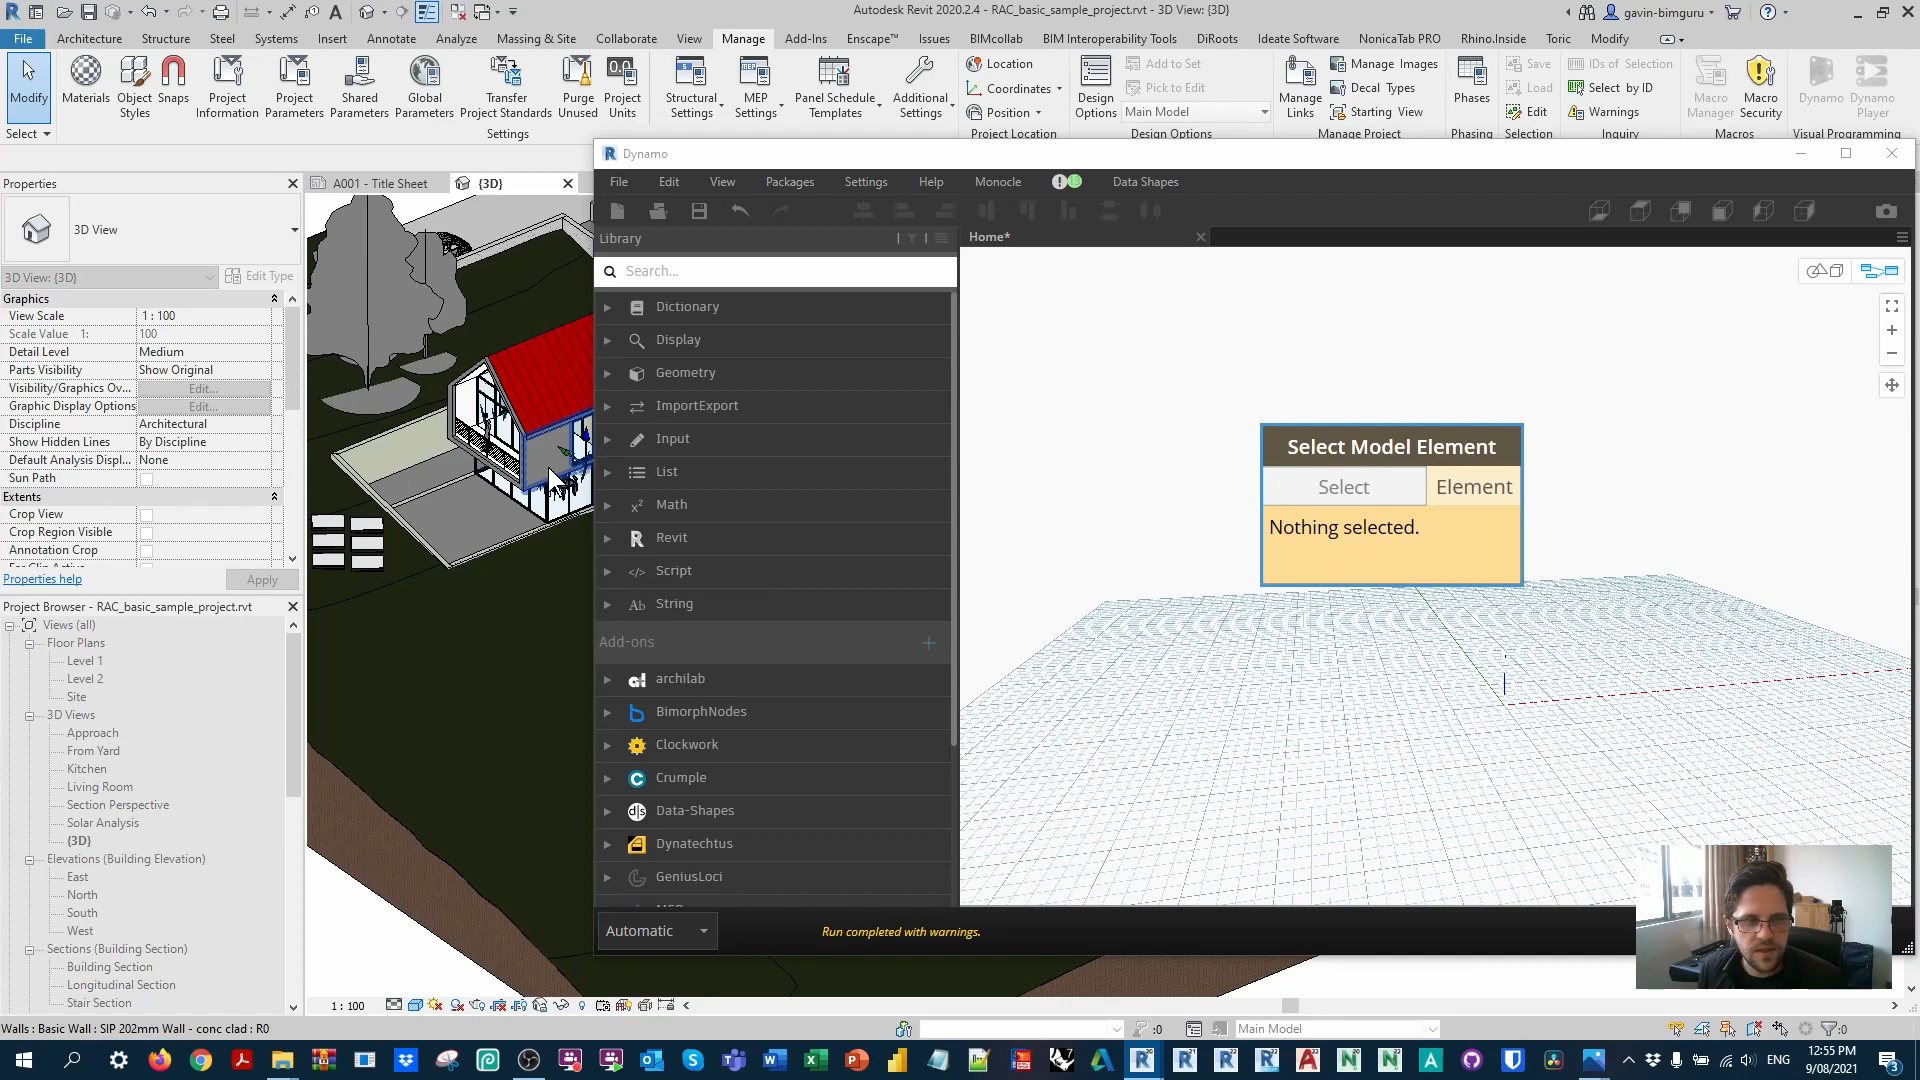 Autodesk Revit 2020.2.4 - RAC_basic_sample_project.rvt - 3D View: {3D}
gavin-bimguru
File Architecture Structure Steel Systems Insert Annotate Analyze Massing & Site Collaborate View Manage Add-Ins Enscape™ Issues BIMcollab BIM Interoperability Tools DiRoots Ideate Software NonicaTAB PRO Rhino.Inside Toric Modify
Modify
Materials
Object Styles
Snaps
Project Information
Project Parameters
Shared Parameters
Global Parameters
Transfer Project Standards
Purge Unused
Project Units
Structural Settings
MEP Settings
Panel Schedule Templates
Additional Settings
Location
Coordinates
Position
Design Options
Add to Set
Pick to Edit
Main Model
Manage Links
Manage Images
Decal Types
Starting View
Phases
Save
Load
Edit
IDs of Selection
Select by ID
Warnings
Macro Manager
Macro Security
Dynamo
Dynamo Player
Select
Settings
Project Location
Design Options
Manage Project
Phasing
Selection
Inquiry
Macros
Visual Programming
Properties
3D View
3D View: {3D}
Edit Type
Graphics
View Scale 1 : 100
Scale Value 1: 100
Detail Level Medium
Parts Visibility Show Original
Visibility/Graphics Ov... Edit...
Graphic Display Options Edit...
Discipline Architectural
Show Hidden Lines By Discipline
Default Analysis Displ... None
Sun Path
Extents
Crop View
Crop Region Visible
Annotation Crop
Properties help
Apply
Project Browser - RAC_basic_sample_project.rvt
Views (all)
Floor Plans
Level 1
Level 2
Site
3D Views
Approach
From Yard
Kitchen
Living Room
Section Perspective
Solar Analysis
{3D}
Elevations (Building Elevation)
East
North
South
West
Sections (Building Section)
Building Section
Longitudinal Section
Stair Section
A001 - Title Sheet
{3D}
Dynamo
File Edit View Packages Settings Help Monocle Data Shapes
Library
Search...
Dictionary
Display
Geometry
ImportExport
Input
List
Math
Revit
Script
String
Add-ons
archilab
BimorphNodes
Clockwork
Crumple
Data-Shapes
Dynatechtus
GeniusLoci
Home*
Select Model Element
Select Element
Nothing selected.
Automatic
Run completed with warnings.
1 : 100
Walls : Basic Wall : SIP 202mm Wall - conc clad : R0
:0
Main Model
:0
ENG
12:55 PM
9/08/2021